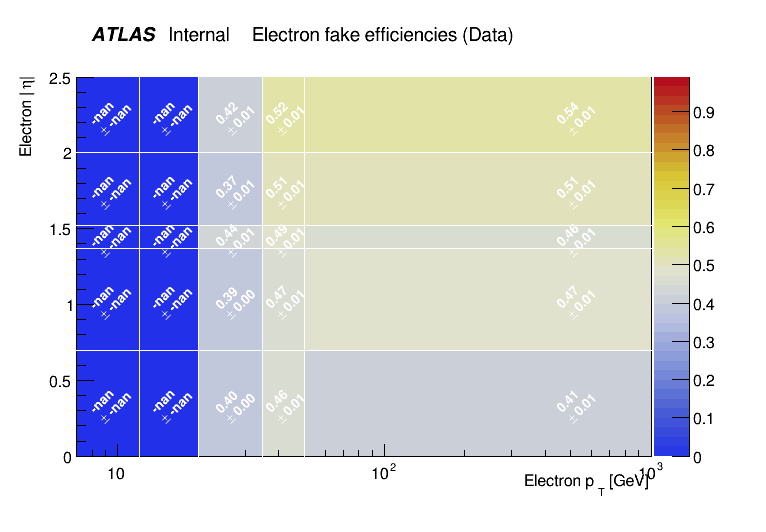 ATLAS Internal Electron fake efficiencies (Data)
Electron |η|
2.5
2
1.5
1
0.5
0
-nan ± -nan
-nan ± -nan
0.42 ± 0.01
0.52 ± 0.01
0.54 ± 0.01
-nan ± -nan
-nan ± -nan
0.37 ± 0.01
0.51 ± 0.01
0.51 ± 0.01
-nan ± -nan
-nan ± -nan
0.44 ± 0.01
0.49 ± 0.01
0.46 ± 0.01
-nan ± -nan
-nan ± -nan
0.39 ± 0.00
0.47 ± 0.01
0.47 ± 0.01
-nan ± -nan
-nan ± -nan
0.40 ± 0.00
0.46 ± 0.01
0.41 ± 0.01
0.9
0.8
0.7
0.6
0.5
0.4
0.3
0.2
0.1
0
10
10²
10³
Electron p_T [GeV]